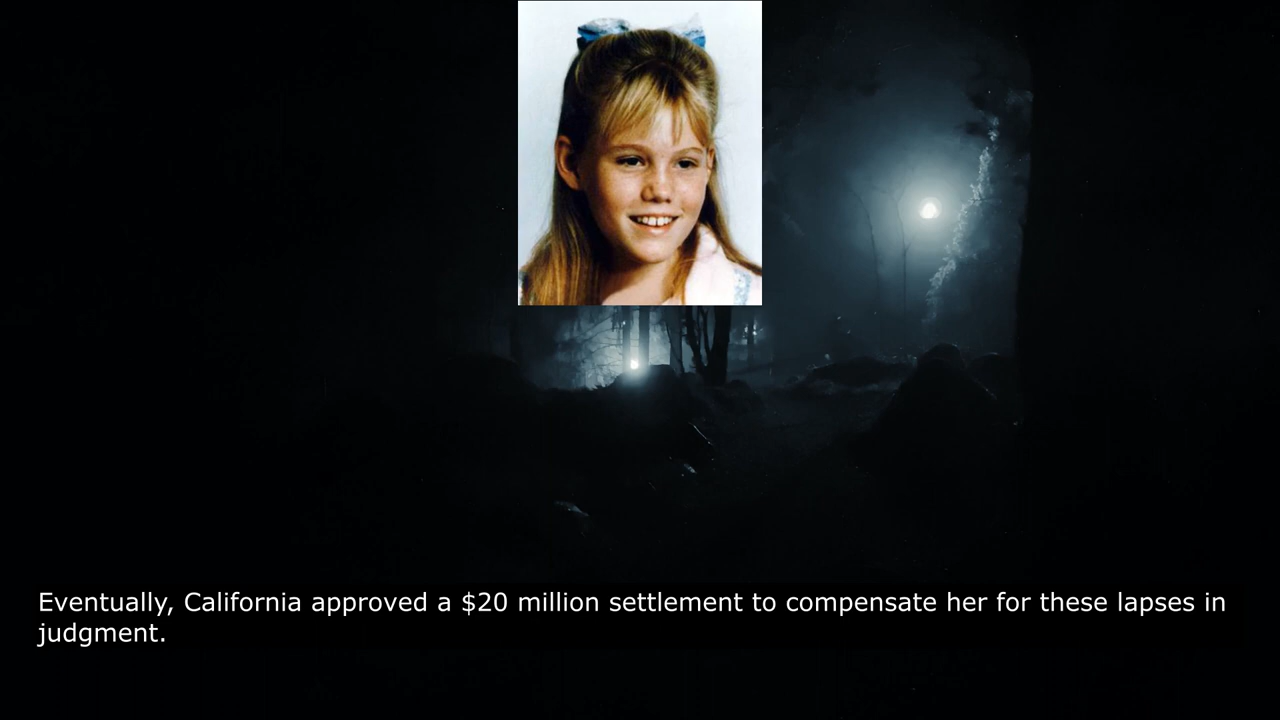 Eventually, California approved a $20 million settlement to compensate her for these lapses in
judgment.